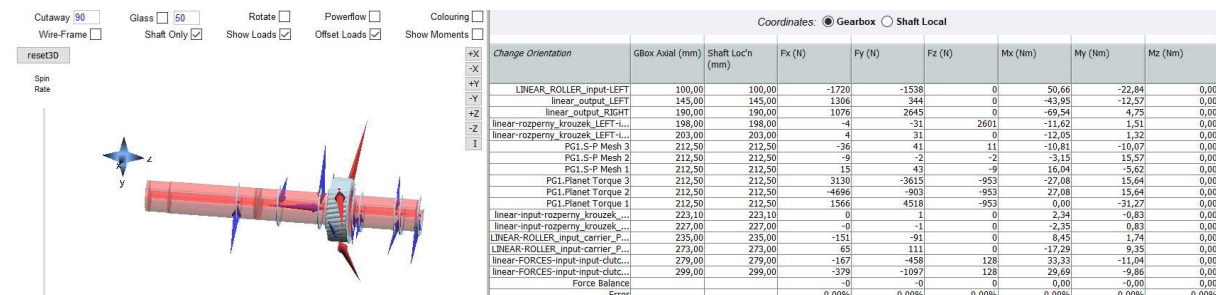 Cutaway 90 Glass 50 Rotate Powerflow Colouring
Wire-Frame Shaft Only Show Loads Offset Loads Show Moments
reset3D
Spin
Rate
+X
-X
+Y
-Y
+Z
-Z
I
z
x
y
Coordinates: Gearbox Shaft Local
Change Orientation GBox Axial (mm) Shaft Loc'n (mm) Fx (N) Fy (N) Fz (N) Mx (Nm) My (Nm) Mz (Nm)
LINEAR_ROLLER_input-LEFT 100,00 100,00 -1720 -1538 0 50,66 -22,84 0,00
linear_output_LEFT 145,00 145,00 1306 344 0 -43,95 -12,57 0,00
linear_output_RIGHT 190,00 190,00 1076 2645 0 -69,54 4,75 0,00
linear-rozperny_krouzek_LEFT-i... 198,00 198,00 -4 -31 2601 -11,62 1,51 0,00
linear-rozperny_krouzek_LEFT-i... 203,00 203,00 4 31 0 -12,05 1,32 0,00
PG1.S-P Mesh 3 212,50 212,50 -36 41 11 -10,81 -10,07 0,00
PG1.S-P Mesh 2 212,50 212,50 -9 -2 -2 -3,15 15,57 0,00
PG1.S-P Mesh 1 212,50 212,50 15 43 -9 16,04 -5,62 0,00
PG1.Planet Torque 3 212,50 212,50 3130 -3615 -953 -27,08 15,64 0,00
PG1.Planet Torque 2 212,50 212,50 -4696 -903 -953 27,08 15,64 0,00
PG1.Planet Torque 1 212,50 212,50 1566 4518 -953 0,00 -31,27 0,00
linear-input-rozperny_krouzek_... 223,10 223,10 0 1 0 2,34 -0,83 0,00
linear-input-rozperny_krouzek_... 227,00 227,00 -0 -1 0 -2,35 0,83 0,00
LINEAR-ROLLER_input_carrier_P... 235,00 235,00 -151 -91 0 8,45 1,74 0,00
LINEAR-ROLLER_input_carrier_P... 273,00 273,00 65 111 0 -17,29 9,35 0,00
linear-FORCES-input-input-clutc... 279,00 279,00 -167 -458 128 33,33 -11,04 0,00
linear-FORCES-input-input-clutc... 299,00 299,00 -379 -1097 128 29,69 -9,86 0,00
Force Balance -0 -0 0 0,00 -0,00 0,00
Error 0,00% 0,00% 0,00% 0,00% 0,00% 0,00%